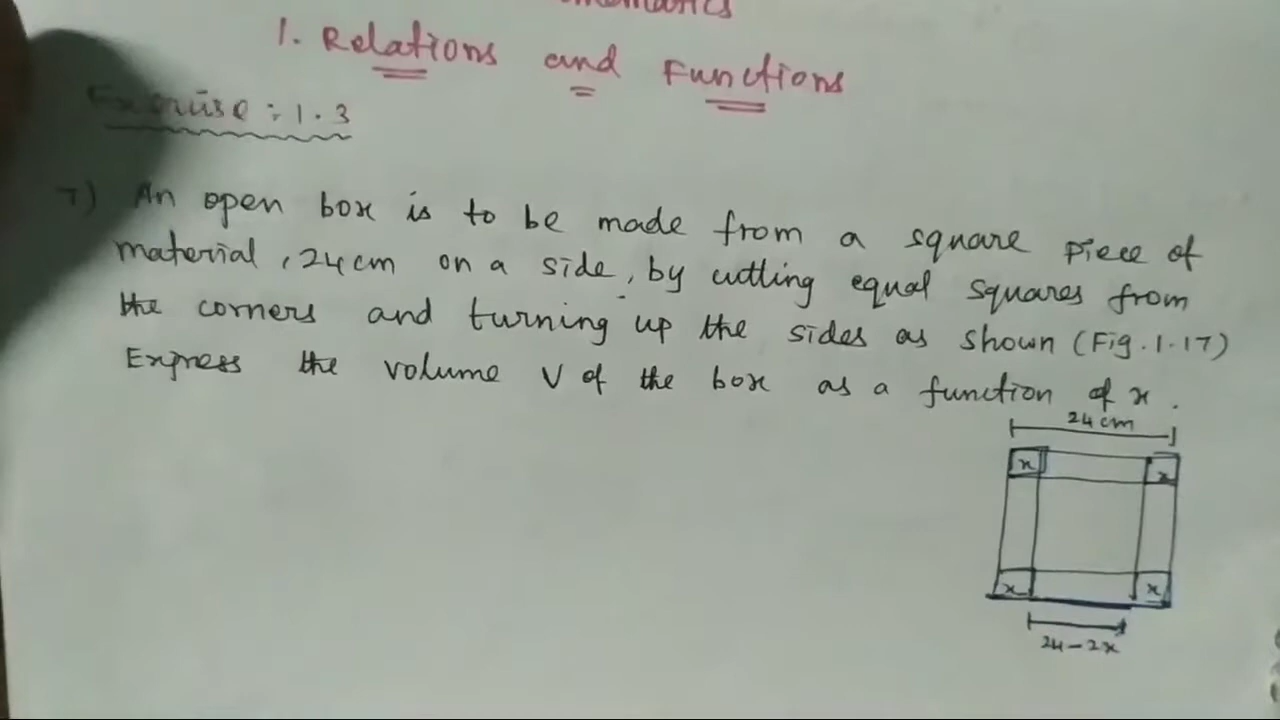 1. Relations and Functions
Exercise : 1.3
7) An open box is to be made from a square piece of
material, 24cm on a side, by cutting equal squares from
the corners and turning up the sides as shown (Fig. 1.17)
Express the volume V of the box as a function of x.
24cm
x x
x x
24-2x